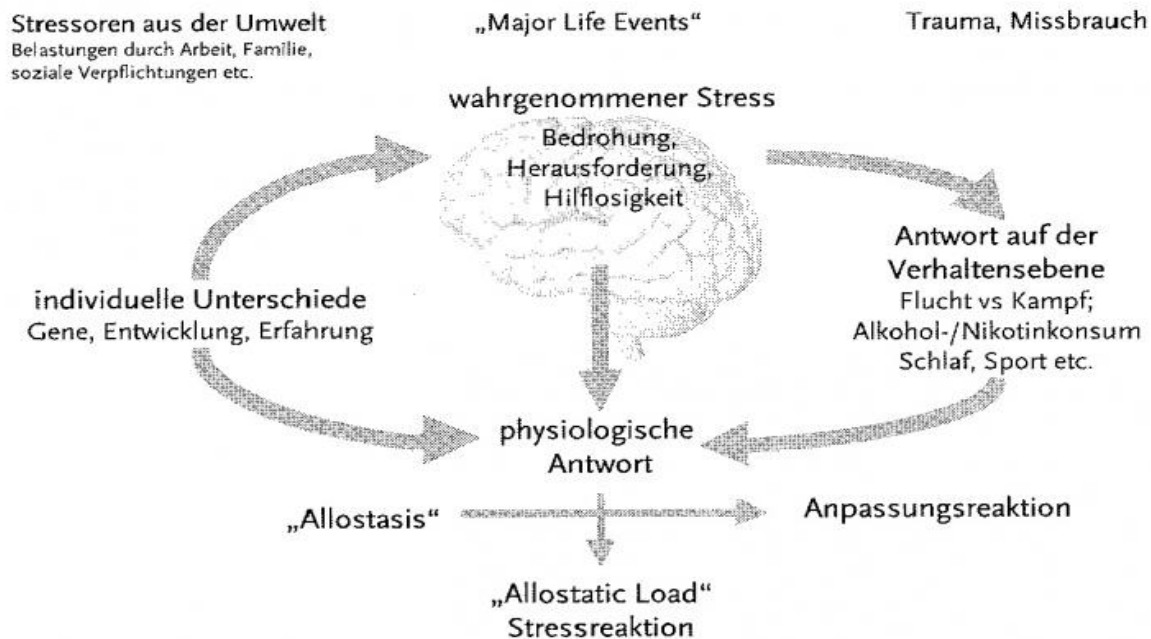 Stressoren aus der Umwelt
Belastungen durch Arbeit, Familie,
soziale Verpflichtungen etc.
„Major Life Events“
Trauma, Missbrauch
wahrgenommener Stress
Bedrohung,
Herausforderung,
Hilflosigkeit
Antwort auf der
Verhaltensebene
Flucht vs Kampf;
Alkohol-/Nikotinkonsum
Schlaf, Sport etc.
individuelle Unterschiede
Gene, Entwicklung, Erfahrung
physiologische
Antwort
„Allostasis“
Anpassungsreaktion
„Allostatic Load“
Stressreaktion